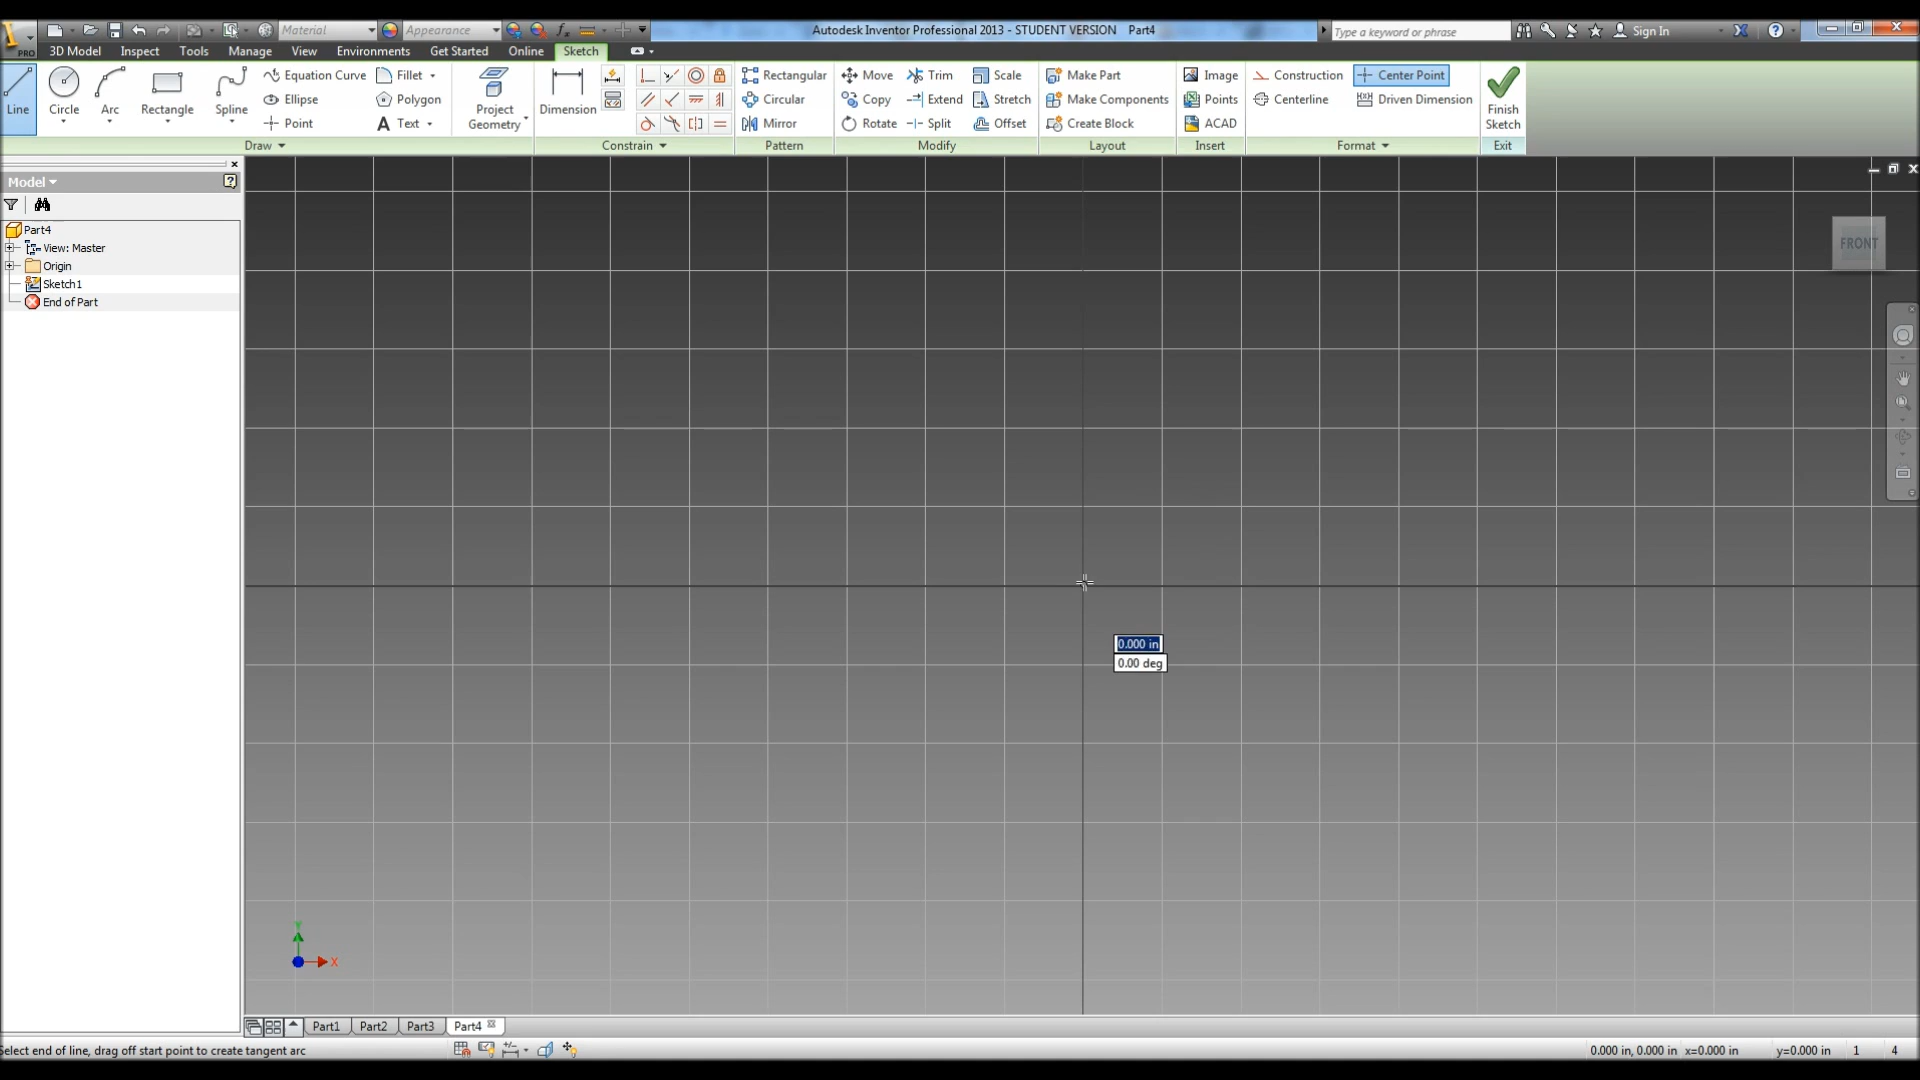 Material
Appearance
Autodesk Inventor Professional 2013 - STUDENT VERSION Part4
Type a keyword or phrase
Sign In
PRO
3D Model Inspect Tools Manage View Environments Get Started Online Sketch
Line
Circle
Arc
Rectangle
Spline
Equation Curve
Ellipse
Point
Fillet
Polygon
Text
Project
Geometry
Dimension
Rectangular
Circular
Mirror
Move
Copy
Rotate
Trim
Extend
Split
Scale
Stretch
Offset
Make Part
Make Components
Create Block
Image
Points
ACAD
Construction
Centerline
Center Point
Driven Dimension
Finish
Sketch
Draw Constrain Pattern Modify Layout Insert Format Exit
Model
Part4
View: Master
Origin
Sketch1
End of Part
FRONT
0.000 in
0.00 deg
Y
X
Part1 Part2 Part3 Part4
Select end of line, drag off start point to create tangent arc
0.000 in, 0.000 in x=0.000 in y=0.000 in 1 4